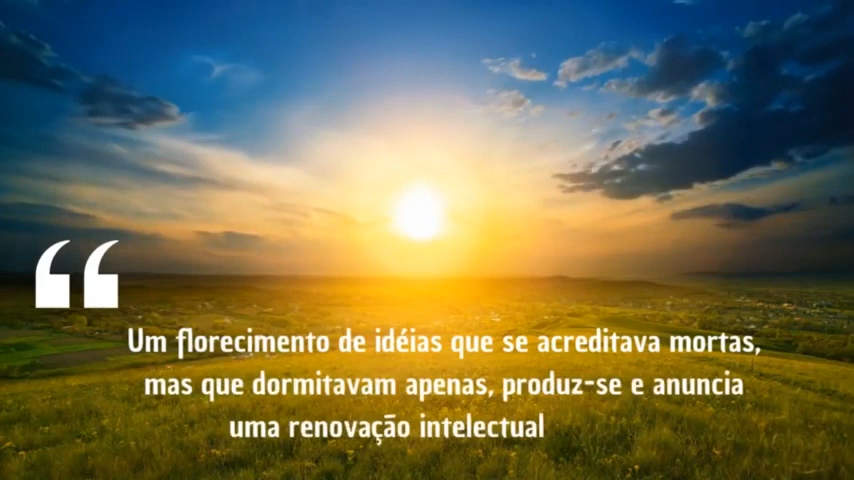 “
Um florecimento de idéias que se acreditava mortas,
mas que dormitavam apenas, produz-se e anuncia
uma renovação intelectual